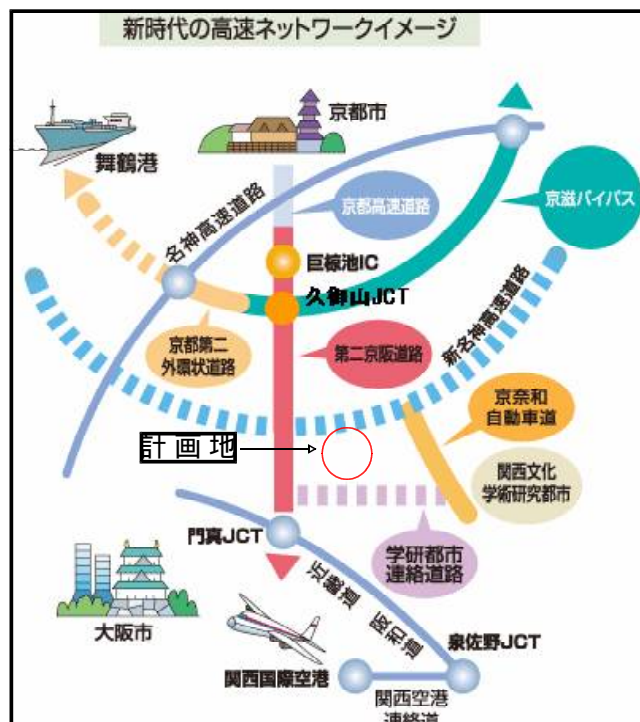 新時代の高速ネットワークイメージ
京都市
舞鶴港
京都高速道路
京滋バイパス
名神高速道路
巨椋池IC
久御山JCT
新名神高速道路
京都第二
外環状道路
第二京阪道路
京奈和
自動車道
計画地
関西文化
学術研究都市
門真JCT
学研都市
連絡道路
近畿道
阪和道
大阪市
泉佐野JCT
関西国際空港
関西空港
連絡道